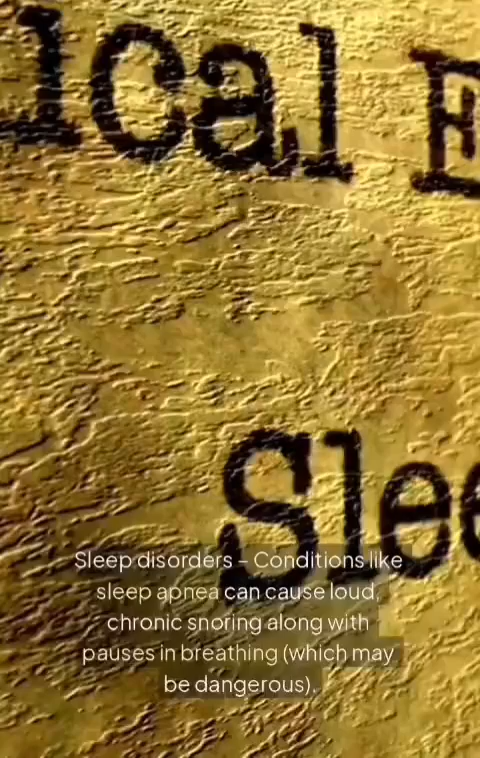 ical E
Slee
Sleep disorders – Conditions like
sleep apnea can cause loud,
chronic snoring along with
pauses in breathing (which may
be dangerous).